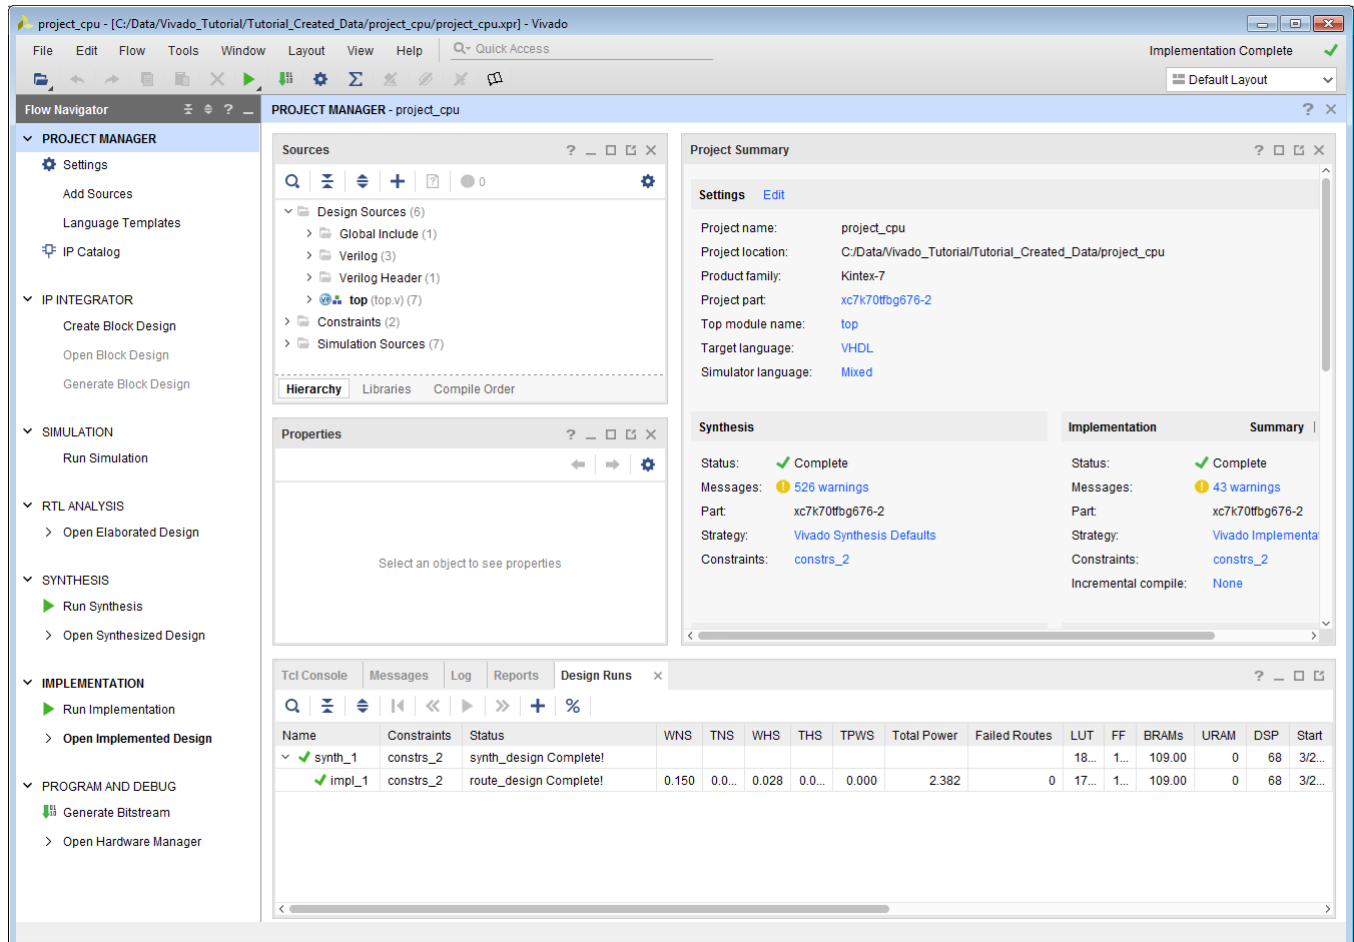 project_cpu - [C:/Data/Vivado_Tutorial/Tutorial_Created_Data/project_cpu/project_cpu.xpr] - Vivado
File Edit Flow Tools Window Layout View Help Quick Access Implementation Complete
Default Layout
Flow Navigator
PROJECT MANAGER
Settings
Add Sources
Language Templates
IP Catalog
IP INTEGRATOR
Create Block Design
Open Block Design
Generate Block Design
SIMULATION
Run Simulation
RTL ANALYSIS
Open Elaborated Design
SYNTHESIS
Run Synthesis
Open Synthesized Design
IMPLEMENTATION
Run Implementation
Open Implemented Design
PROGRAM AND DEBUG
Generate Bitstream
Open Hardware Manager
PROJECT MANAGER - project_cpu
Sources
0
Design Sources (6)
Global Include (1)
Verilog (3)
Verilog Header (1)
top (top.v) (7)
Constraints (2)
Simulation Sources (7)
Hierarchy Libraries Compile Order
Properties
Select an object to see properties
Project Summary
Settings Edit
Project name: project_cpu
Project location: C:/Data/Vivado_Tutorial/Tutorial_Created_Data/project_cpu
Product family: Kintex-7
Project part: xc7k70tfbg676-2
Top module name: top
Target language: VHDL
Simulator language: Mixed
Synthesis
Status: Complete
Messages: 526 warnings
Part: xc7k70tfbg676-2
Strategy: Vivado Synthesis Defaults
Constraints: constrs_2
Implementation Summary |
Status: Complete
Messages: 43 warnings
Part: xc7k70tfbg676-2
Strategy: Vivado Implementa
Constraints: constrs_2
Incremental compile: None
Tcl Console Messages Log Reports Design Runs
Name Constraints Status WNS TNS WHS THS TPWS Total Power Failed Routes LUT FF BRAMs URAM DSP Start
synth_1 constrs_2 synth_design Complete! 18... 1... 109.00 0 68 3/2...
impl_1 constrs_2 route_design Complete! 0.150 0.0... 0.028 0.0... 0.000 2.382 0 17... 1... 109.00 0 68 3/2...